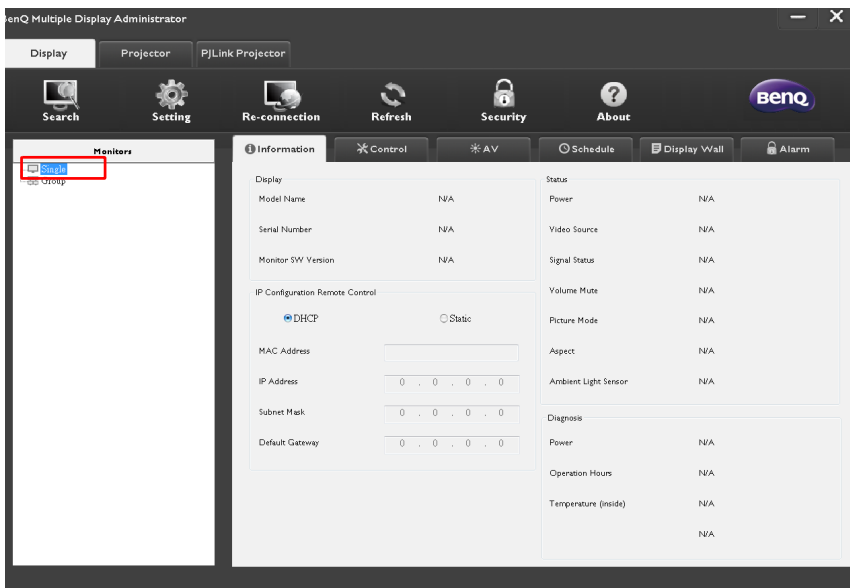 BenQ Multiple Display Administrator
Display Projector PJLink Projector
Search Setting Re-connection Refresh Security About BenQ
Monitors
Single
Group
Information Control AV Schedule Display Wall Alarm
Display
Model Name N/A
Serial Number N/A
Monitor SW Version N/A
IP Configuration Remote Control
DHCP Static
MAC Address
IP Address 0 . 0 . 0 . 0
Subnet Mask 0 . 0 . 0 . 0
Default Gateway 0 . 0 . 0 . 0
Status
Power N/A
Video Source N/A
Signal Status N/A
Volume Mute N/A
Picture Mode N/A
Aspect N/A
Ambient Light Sensor N/A
Diagnosis
Power N/A
Operation Hours N/A
Temperature (inside) N/A
N/A